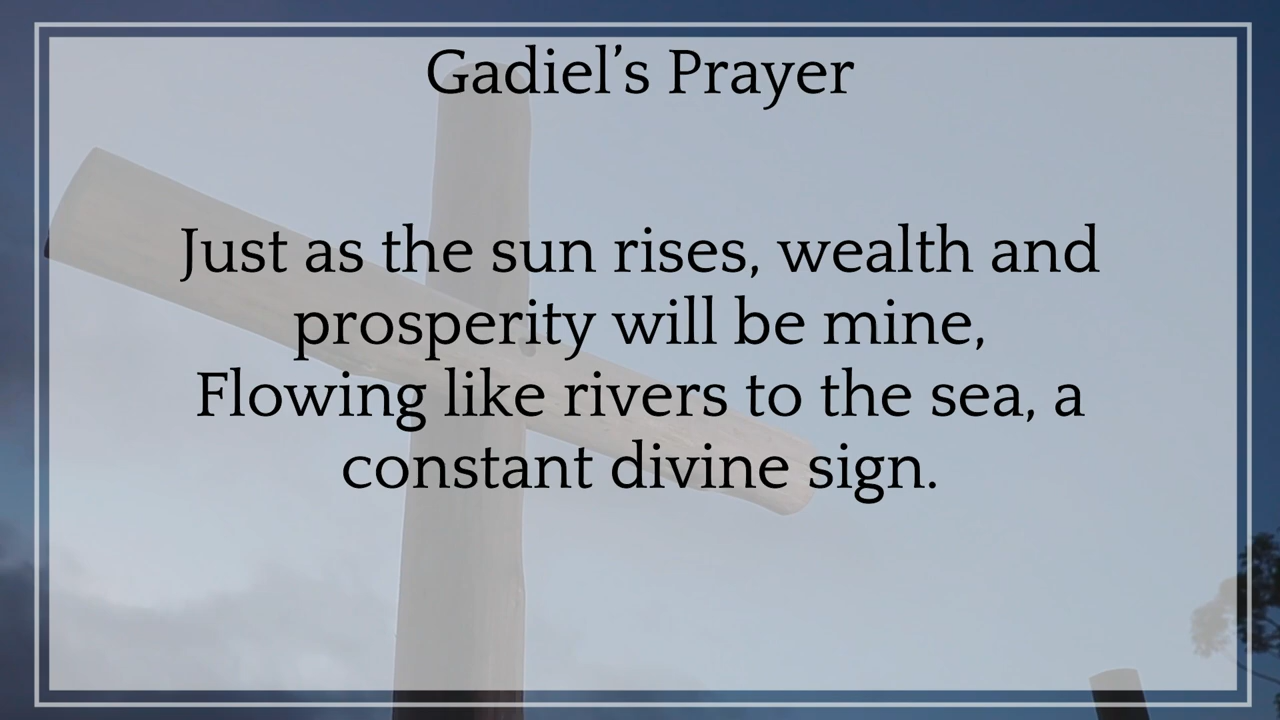 Gadiel’s Prayer
Just as the sun rises, wealth and
prosperity will be mine,
Flowing like rivers to the sea, a
constant divine sign.